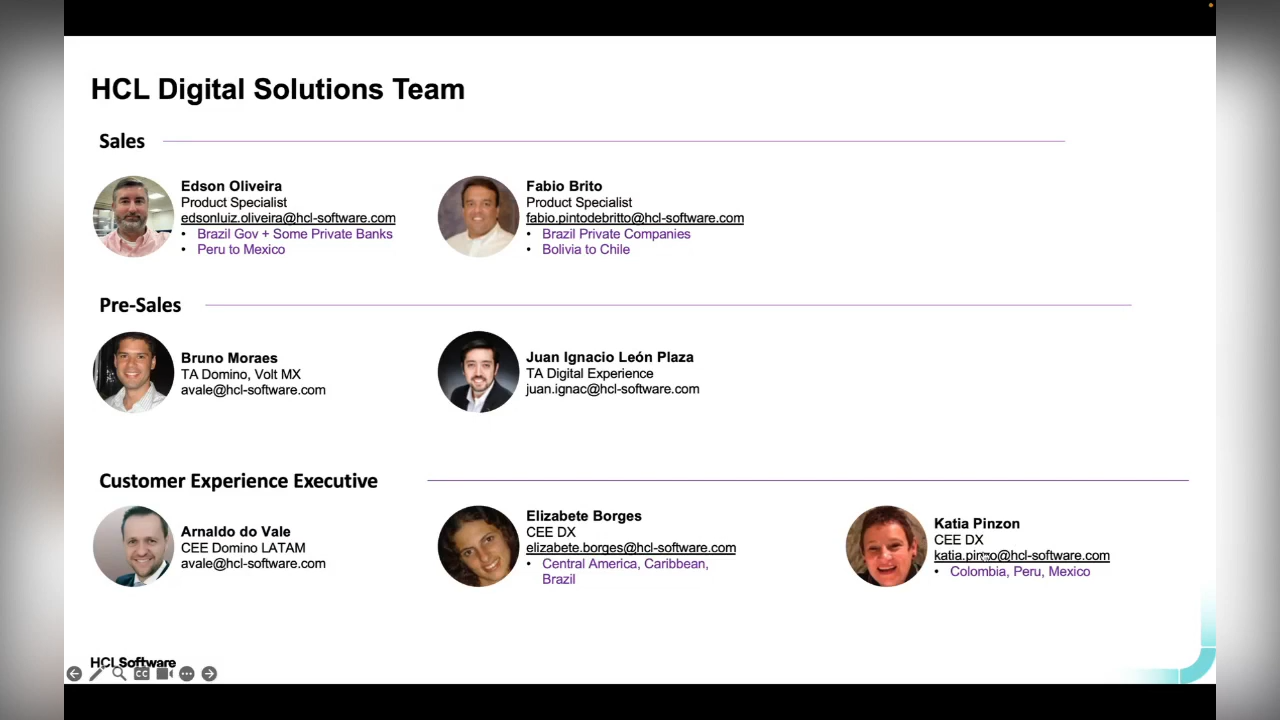 HCL Digital Solutions Team
Sales
Edson Oliveira
Product Specialist
edsonluiz.oliveira@hcl-software.com
• Brazil Gov + Some Private Banks
• Peru to Mexico
Fabio Brito
Product Specialist
fabio.pintodebritto@hcl-software.com
• Brazil Private Companies
• Bolivia to Chile
Pre-Sales
Bruno Moraes
TA Domino, Volt MX
avale@hcl-software.com
Juan Ignacio León Plaza
TA Digital Experience
juan.ignac@hcl-software.com
Customer Experience Executive
Arnaldo do Vale
CEE Domino LATAM
avale@hcl-software.com
Elizabete Borges
CEE DX
elizabete.borges@hcl-software.com
• Central America, Caribbean,
Brazil
Katia Pinzon
CEE DX
• Colombia, Peru, Mexico
HCLSoftware
CC